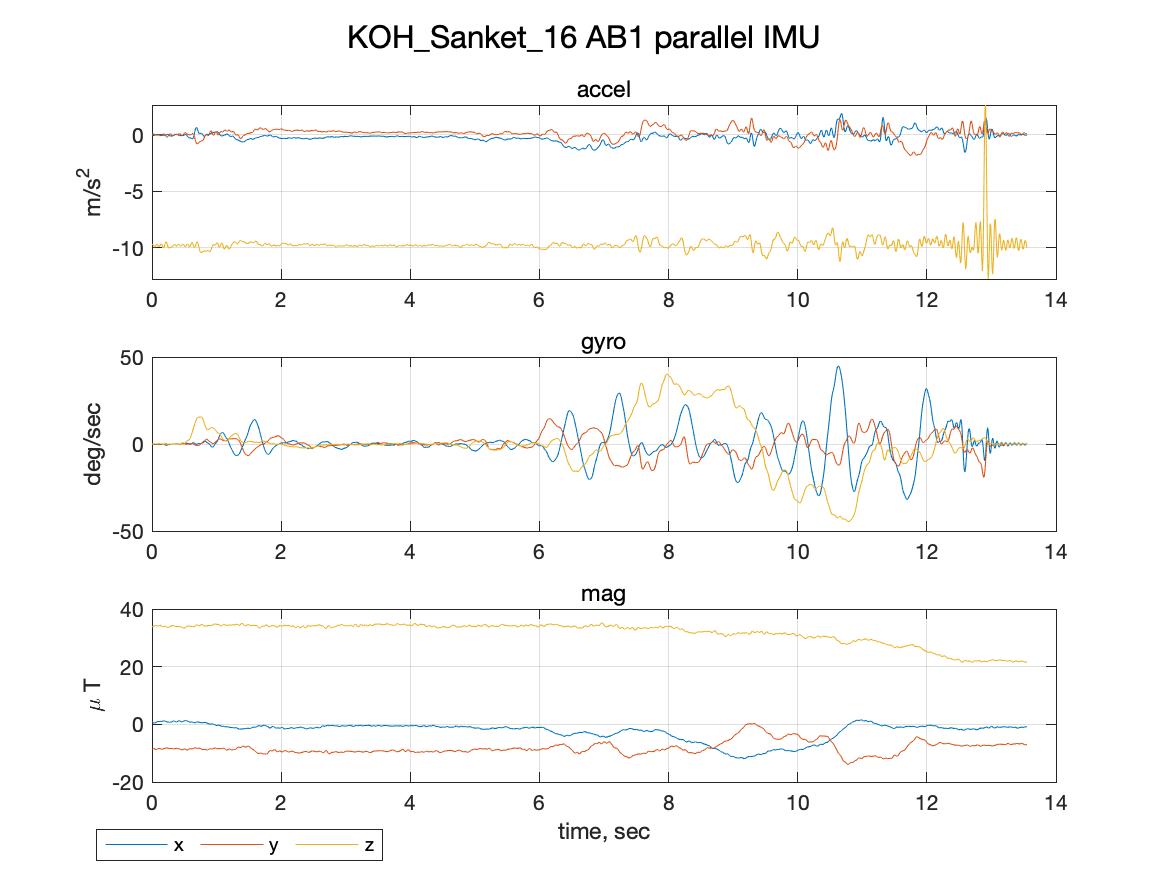 KOH_Sanket_16 AB1 parallel IMU
accel
m/s²
0
-5
-10
0 2 4 6 8 10 12 14
gyro
deg/sec
50
0
-50
0 2 4 6 8 10 12 14
mag
μ T
40
20
0
-20
0 2 4 6 8 10 12 14
time, sec
x y z